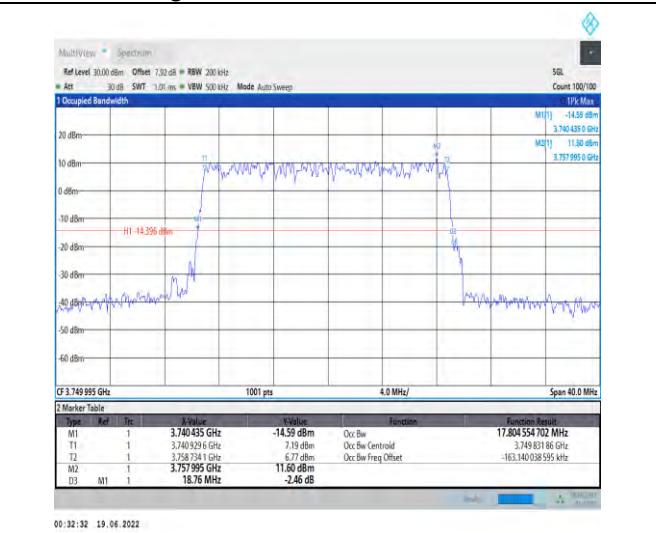 MultiView Spectrum
Ref Level 30.00 dBm Offset 7.92 dB RBW 200 kHz SGL
Att 30 dB SWT 1.01 ms VBW 500 kHz Mode Auto Sweep Count 100/100
1 Occupied Bandwidth 1Pk Max
M1[1] -14.59 dBm
3.740 435 0 GHz
M2[1] 11.60 dBm
3.757 995 0 GHz
20 dBm
M2
T1 T2
10 dBm
0 dBm
-10 dBm
M1
H1 -14.396 dBm
D3
-20 dBm
-30 dBm
-40 dBm
-50 dBm
-60 dBm
CF 3.749 995 GHz 1001 pts 4.0 MHz/ Span 40.0 MHz
2 Marker Table
Type Ref Trc X-Value Y-Value Function Function Result
M1 1 3.740 435 GHz -14.59 dBm Occ Bw 17.804 554 702 MHz
T1 1 3.740 929 6 GHz 7.19 dBm Occ Bw Centroid 3.749 831 86 GHz
T2 1 3.758 734 1 GHz 6.77 dBm Occ Bw Freq Offset -163.140 038 595 kHz
M2 1 3.757 995 GHz 11.60 dBm
D3 M1 1 18.76 MHz -2.46 dB
00:32:32 19.06.2022